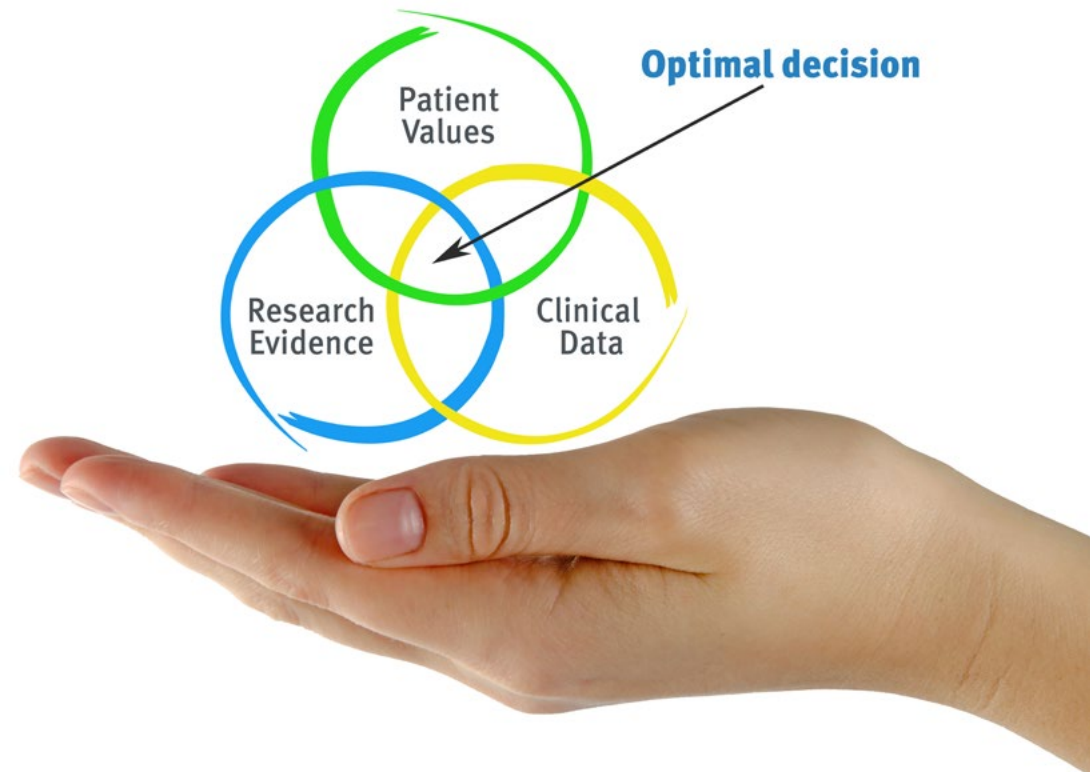 Optimal decision
Patient
Values
Research
Evidence
Clinical
Data